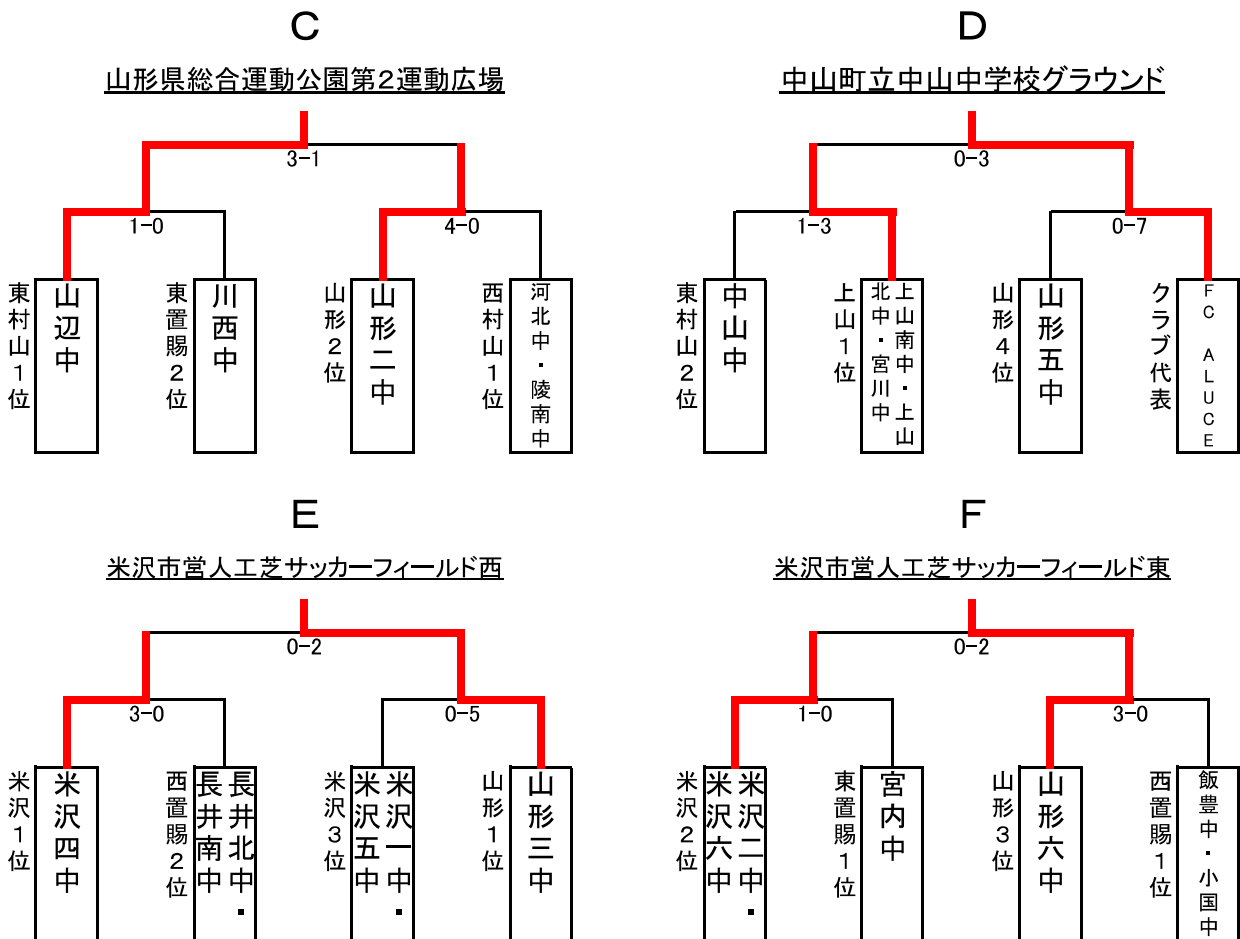 C
山形県総合運動公園第2運動広場
3-1
1-0
4-0
東村山1位
山辺中
東置賜2位
川西中
山形2位
山形二中
西村山1位
河北中・陵南中
D
中山町立中山中学校グラウンド
0-3
1-3
0-7
東村山2位
中山中
上山1位
上山南中・上山
北中・宮川中
山形4位
山形五中
クラブ代表
FC ALUCE
E
米沢市営人工芝サッカーフィールド西
0-2
3-0
0-5
米沢1位
米沢四中
西置賜2位
長井北中・
長井南中
米沢3位
米沢一中・
米沢五中
山形1位
山形三中
F
米沢市営人工芝サッカーフィールド東
0-2
1-0
3-0
米沢2位
米沢二中・
米沢六中
東置賜1位
宮内中
山形3位
山形六中
西置賜1位
飯豊中・小国中